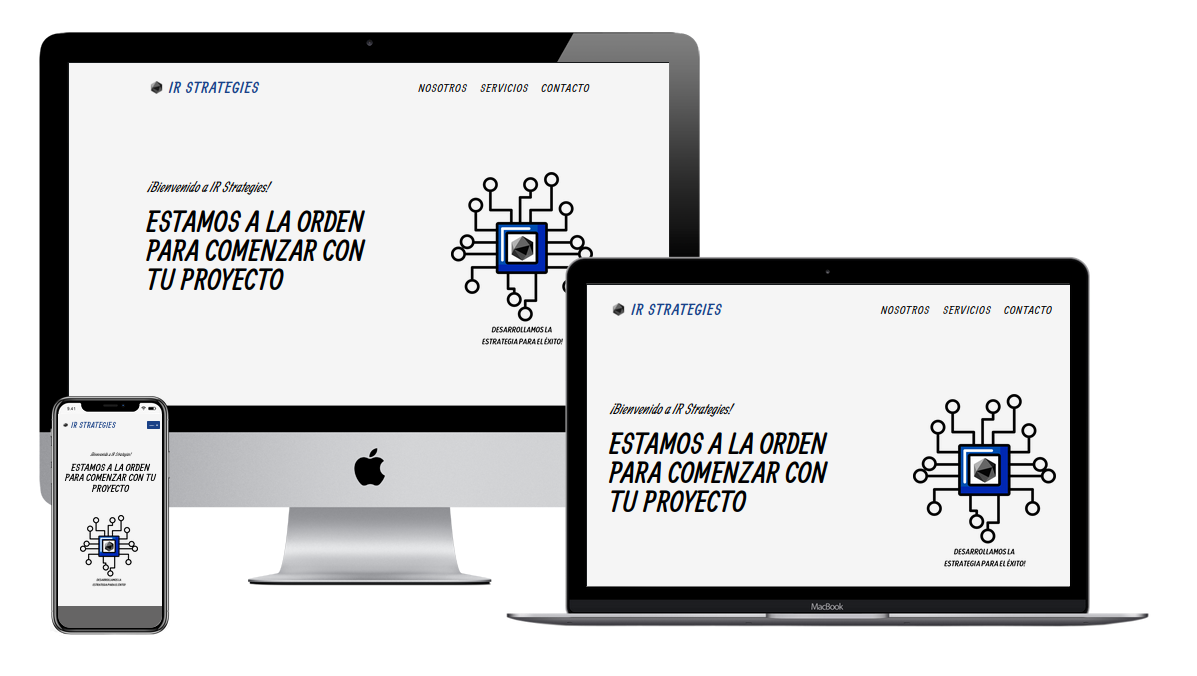 IR STRATEGIES
NOSOTROS SERVICIOS CONTACTO
¡Bienvenido a IR Strategies!
ESTAMOS A LA ORDEN
PARA COMENZAR CON
TU PROYECTO
DESARROLLAMOS LA
ESTRATEGIA PARA EL ÉXITO!
IR STRATEGIES
NOSOTROS SERVICIOS CONTACTO
¡Bienvenido a IR Strategies!
ESTAMOS A LA ORDEN
PARA COMENZAR CON
TU PROYECTO
DESARROLLAMOS LA
ESTRATEGIA PARA EL ÉXITO!
MacBook
9:41
IR STRATEGIES
¡Bienvenido a IR Strategies!
ESTAMOS A LA ORDEN
PARA COMENZAR CON TU
PROYECTO
DESARROLLAMOS LA
ESTRATEGIA PARA EL ÉXITO!